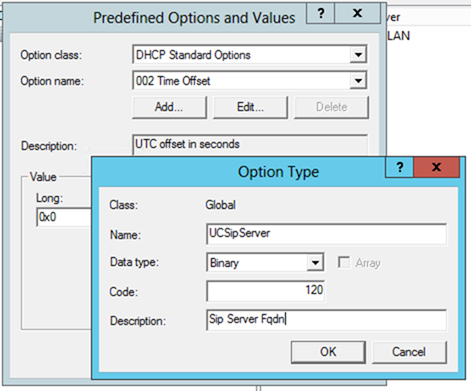 Predefined Options and Values ? x
ver
LAN
Option class: DHCP Standard Options
Option name: 002 Time Offset
Add... Edit... Delete
Description: UTC offset in seconds
Value
Long:
0x0
Option Type ? x
Class: Global
Name: UCSipServer
Data type: Binary Array
Code: 120
Description: Sip Server Fqdn
OK Cancel